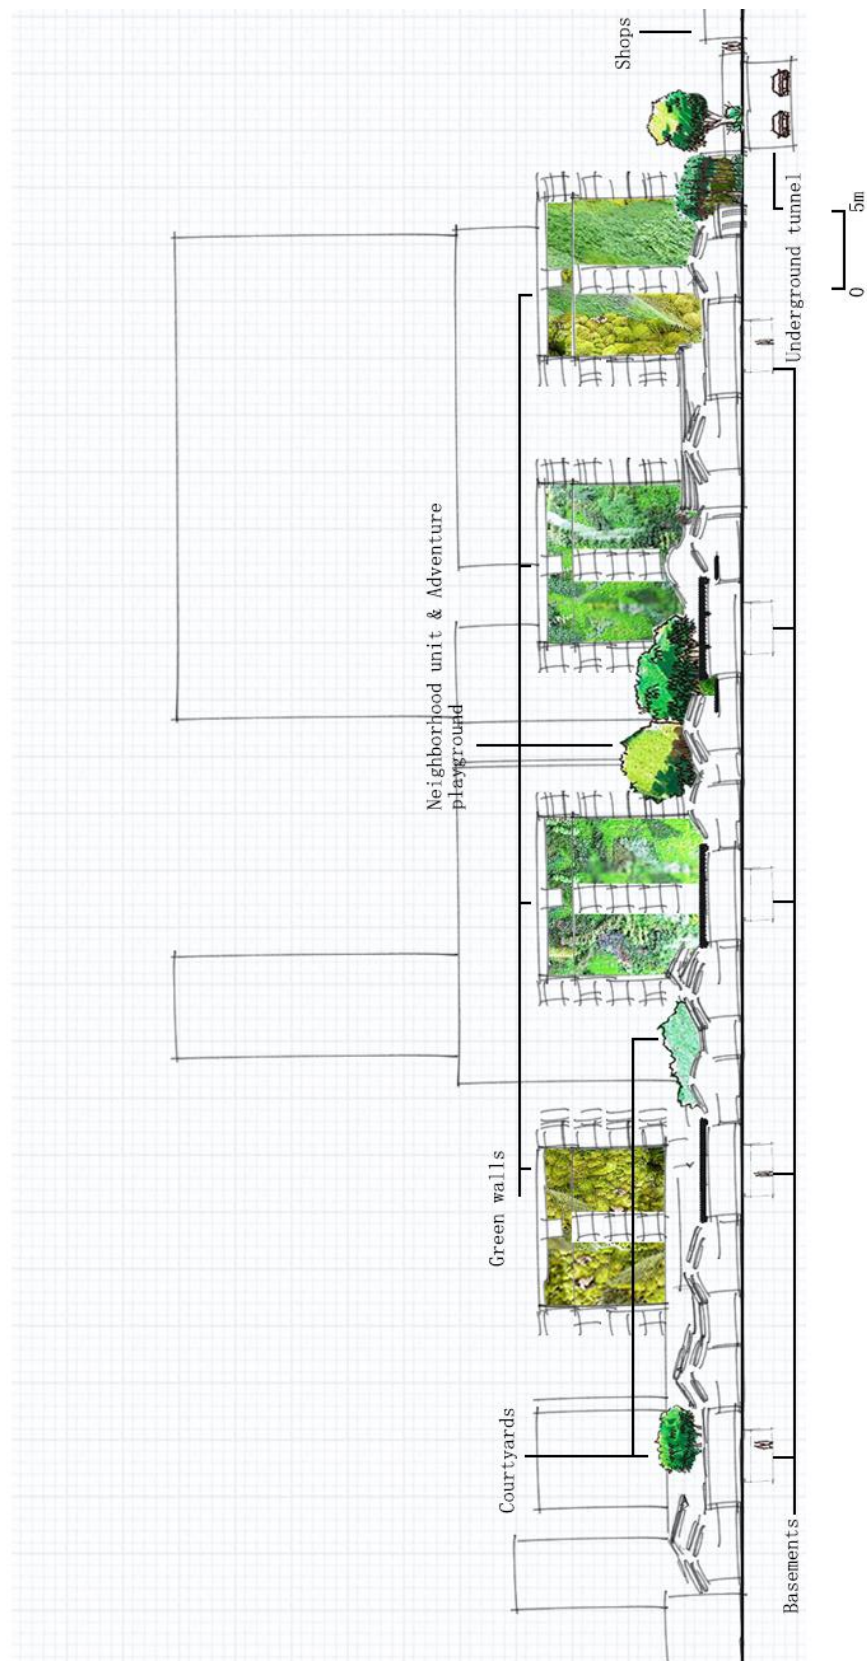 Courtyards
Green walls
Neighborhood unit & Adventure
playground
Shops
Basements
Underground tunnel
0
5m